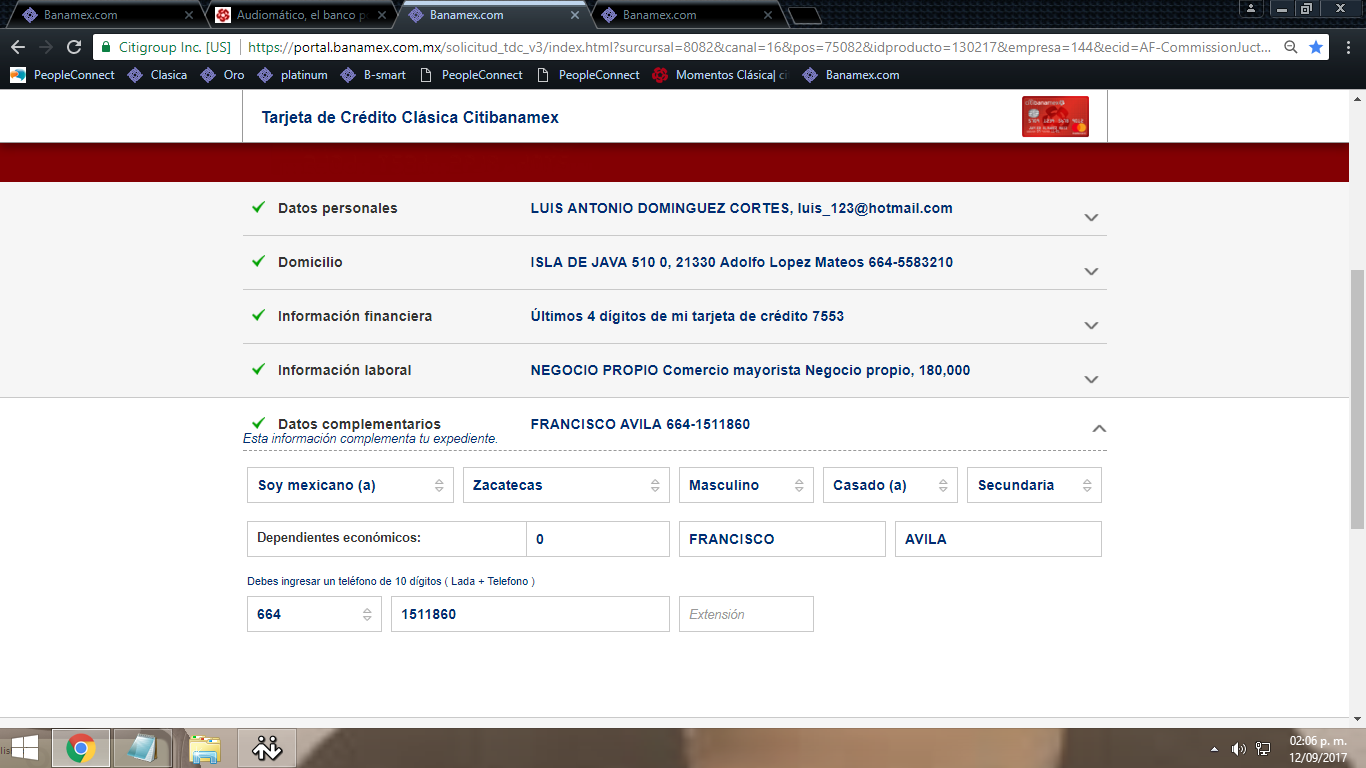 Banamex.com
Audiomático, el banco p
Banamex.com
Banamex.com
Citigroup Inc. [US] https://portal.banamex.com.mx/solicitud_tdc_v3/index.html?surcursal=8082&canal=16&pos=75082&idproducto=130217&empresa=144&ecid=AF-CommissionJuct...
PeopleConnect Clasica Oro platinum B-smart PeopleConnect PeopleConnect Momentos Clásica| ci Banamex.com
Tarjeta de Crédito Clásica Citibanamex
Datos personales LUIS ANTONIO DOMINGUEZ CORTES, luis_123@hotmail.com
Domicilio ISLA DE JAVA 510 0, 21330 Adolfo Lopez Mateos 664-5583210
Información financiera Últimos 4 dígitos de mi tarjeta de crédito 7553
Información laboral NEGOCIO PROPIO Comercio mayorista Negocio propio, 180,000
Datos complementarios FRANCISCO AVILA 664-1511860
Esta información complementa tu expediente.
Soy mexicano (a) Zacatecas Masculino Casado (a) Secundaria
Dependientes económicos: 0 FRANCISCO AVILA
Debes ingresar un teléfono de 10 dígitos ( Lada + Telefono )
664 1511860 Extensión
02:06 p. m.
12/09/2017